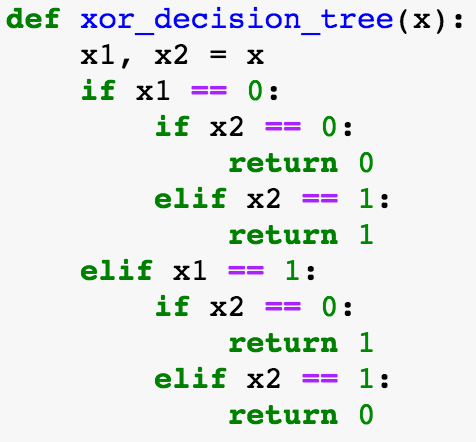 def xor_decision_tree(x):
    x1, x2 = x
    if x1 == 0:
        if x2 == 0:
            return 0
        elif x2 == 1:
            return 1
    elif x1 == 1:
        if x2 == 0:
            return 1
        elif x2 == 1:
            return 0